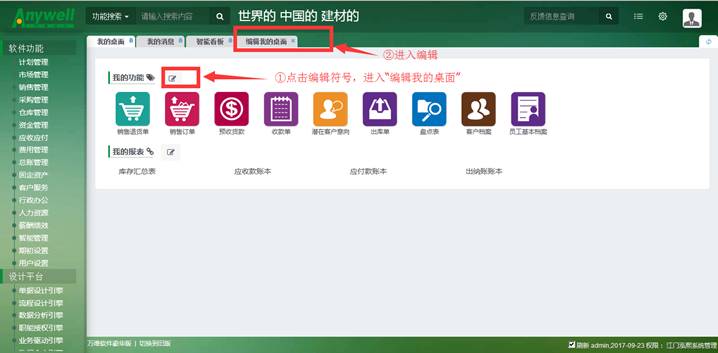 Anywell
功能搜索
请输入搜索内容
世界的 中国的 建材的
反馈信息查询
软件功能
计划管理
市场管理
销售管理
采购管理
仓库管理
资金管理
应收应付
费用管理
总账管理
固定资产
客户服务
行政办公
人力资源
薪酬绩效
智能管理
期初设置
用户设置
设计平台
单据设计引擎
流程设计引擎
数据分析引擎
职能授权引擎
业务驱动引擎
我的桌面
我的消息
智能看板
编辑我的桌面
②进入编辑
我的功能
①点击编辑符号，进入“编辑我的桌面”
销售退货单
销售订单
预收货款
收款单
潜在客户意向
出库单
盘点表
客户档案
员工基本档案
我的报表
库存汇总表
应收款账本
应付款账本
出纳账账本
万维软件豪华版 | 切换到旧版
刷新 admin,2017-09-23 权限： 江门泓熙系统管理